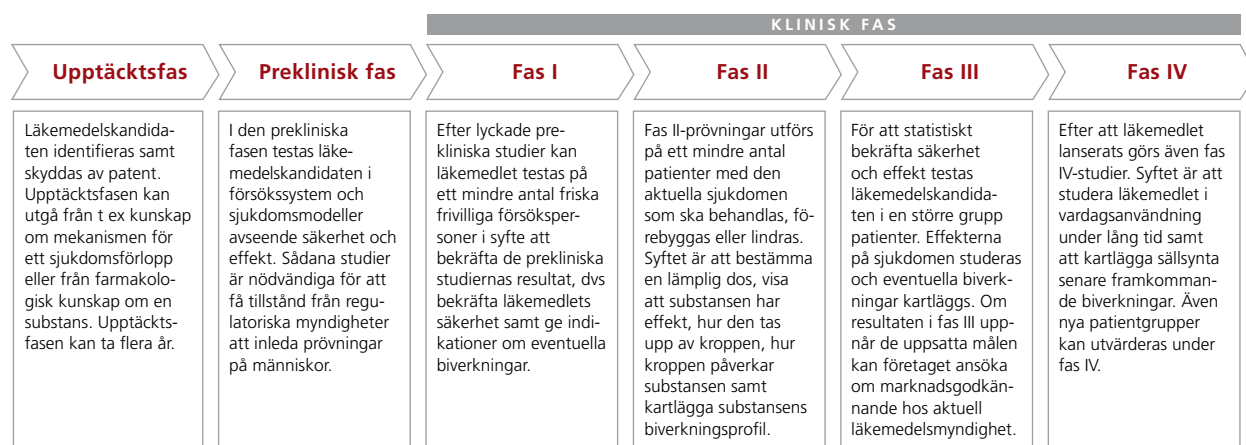 KLINISK FAS
Upptäcktsfas
Läkemedelskandida-
ten identifieras samt
skyddas av patent.
Upptäcktsfasen kan
utgå från t ex kunskap
om mekanismen för
ett sjukdomsförlopp
eller från farmakolo-
gisk kunskap om en
substans. Upptäckts-
fasen kan ta flera år.
Preklinisk fas
I den prekliniska
fasen testas läke-
medelskandidaten i
försökssystem och
sjukdomsmodeller
avseende säkerhet och
effekt. Sådana studier
är nödvändiga för att
få tillstånd från regu-
latoriska myndigheter
att inleda prövningar
på människor.
Fas I
Efter lyckade pre-
kliniska studier kan
läkemedlet testas på
ett mindre antal friska
frivilliga försöksper-
soner i syfte att
bekräfta de prekliniska
studiernas resultat, dvs
bekräfta läkemedlets
säkerhet samt ge indi-
kationer om eventuella
biverkningar.
Fas II
Fas II-prövningar utförs
på ett mindre antal
patienter med den
aktuella sjukdomen
som ska behandlas, fö-
rebyggas eller lindras.
Syftet är att bestämma
en lämplig dos, visa
att substansen har
effekt, hur den tas
upp av kroppen, hur
kroppen påverkar
substansen samt
kartlägga substansens
biverkningsprofil.
Fas III
För att statistiskt
bekräfta säkerhet
och effekt testas
läkemedelskandida-
ten i en större grupp
patienter. Effekterna
på sjukdomen studeras
och eventuella biverk-
ningar kartläggs. Om
resultaten i fas III upp-
når de uppsatta målen
kan företaget ansöka
om marknadsgodkän-
nande hos aktuell
läkemedelsmyndighet.
Fas IV
Efter att läkemedlet
lanserats görs även fas
IV-studier. Syftet är att
studera läkemedlet i
vardagsanvändning
under lång tid samt
att kartlägga sällsynta
senare framkomman-
de biverkningar. Även
nya patientgrupper
kan utvärderas under
fas IV.